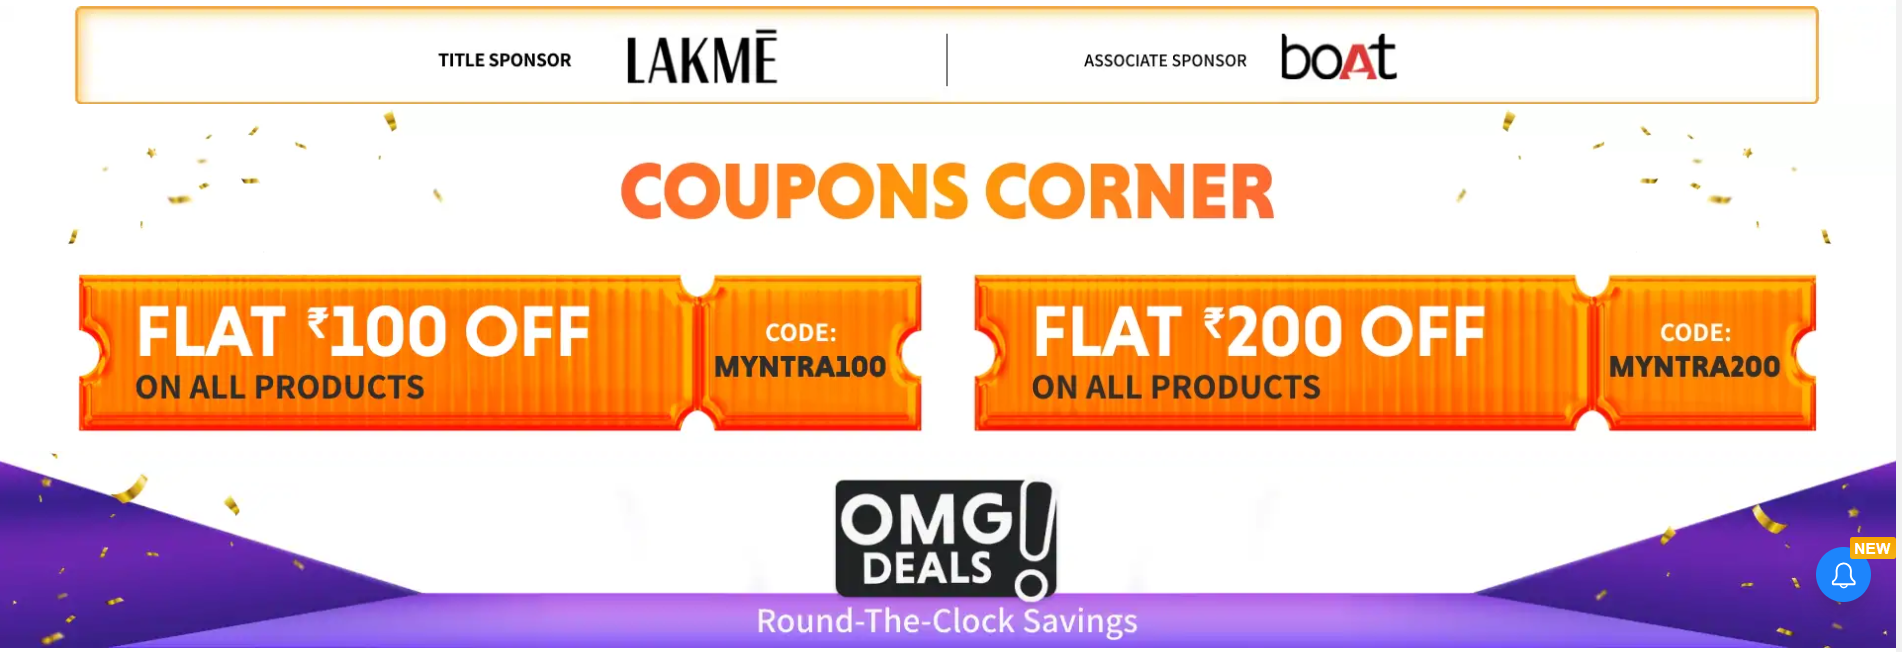 TITLE SPONSOR LAKMĒ ASSOCIATE SPONSOR boAt
COUPONS CORNER
FLAT ₹100 OFF
ON ALL PRODUCTS
CODE:
MYNTRA100
FLAT ₹200 OFF
ON ALL PRODUCTS
CODE:
MYNTRA200
OMG!
DEALS
Round-The-Clock Savings
NEW